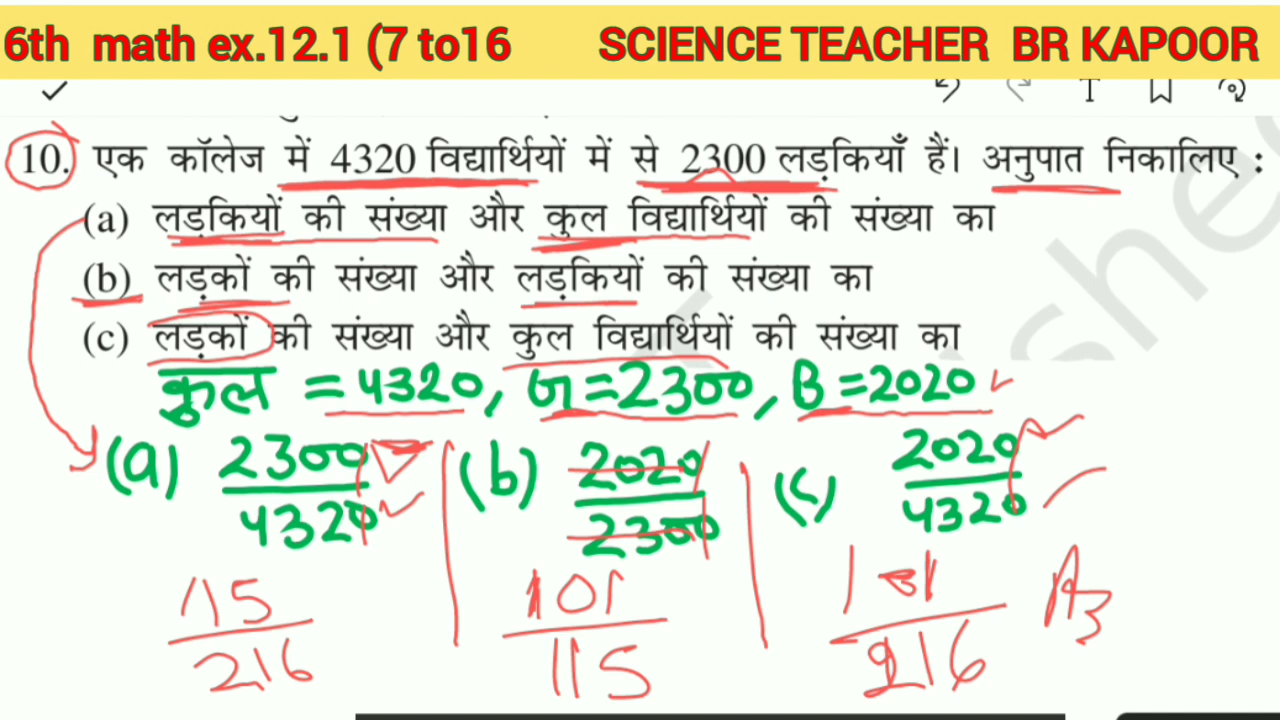 6th math ex.12.1 (7 to16 SCIENCE TEACHER BR KAPOOR
10. एक कॉलेज में 4320 विद्यार्थियों में से 2300 लड़कियाँ हैं। अनुपात निकालिए :
(a) लड़कियों की संख्या और कुल विद्यार्थियों की संख्या का
(b) लड़कों की संख्या और लड़कियों की संख्या का
(c) लड़कों की संख्या और कुल विद्यार्थियों की संख्या का
कुल = 4320, G=2300, B=2020
(a) 2300/4320 (b) 2020/2300 (c) 2020/4320
115/216 101/115 101/216